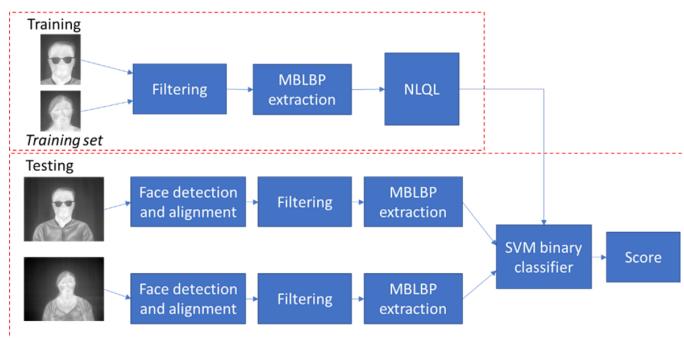 Training
Filtering
MBLBP
extraction
NLQL
Training set
Testing
Face detection
and alignment
Filtering
MBLBP
extraction
SVM binary
classifier
Score
Face detection
and alignment
Filtering
MBLBP
extraction